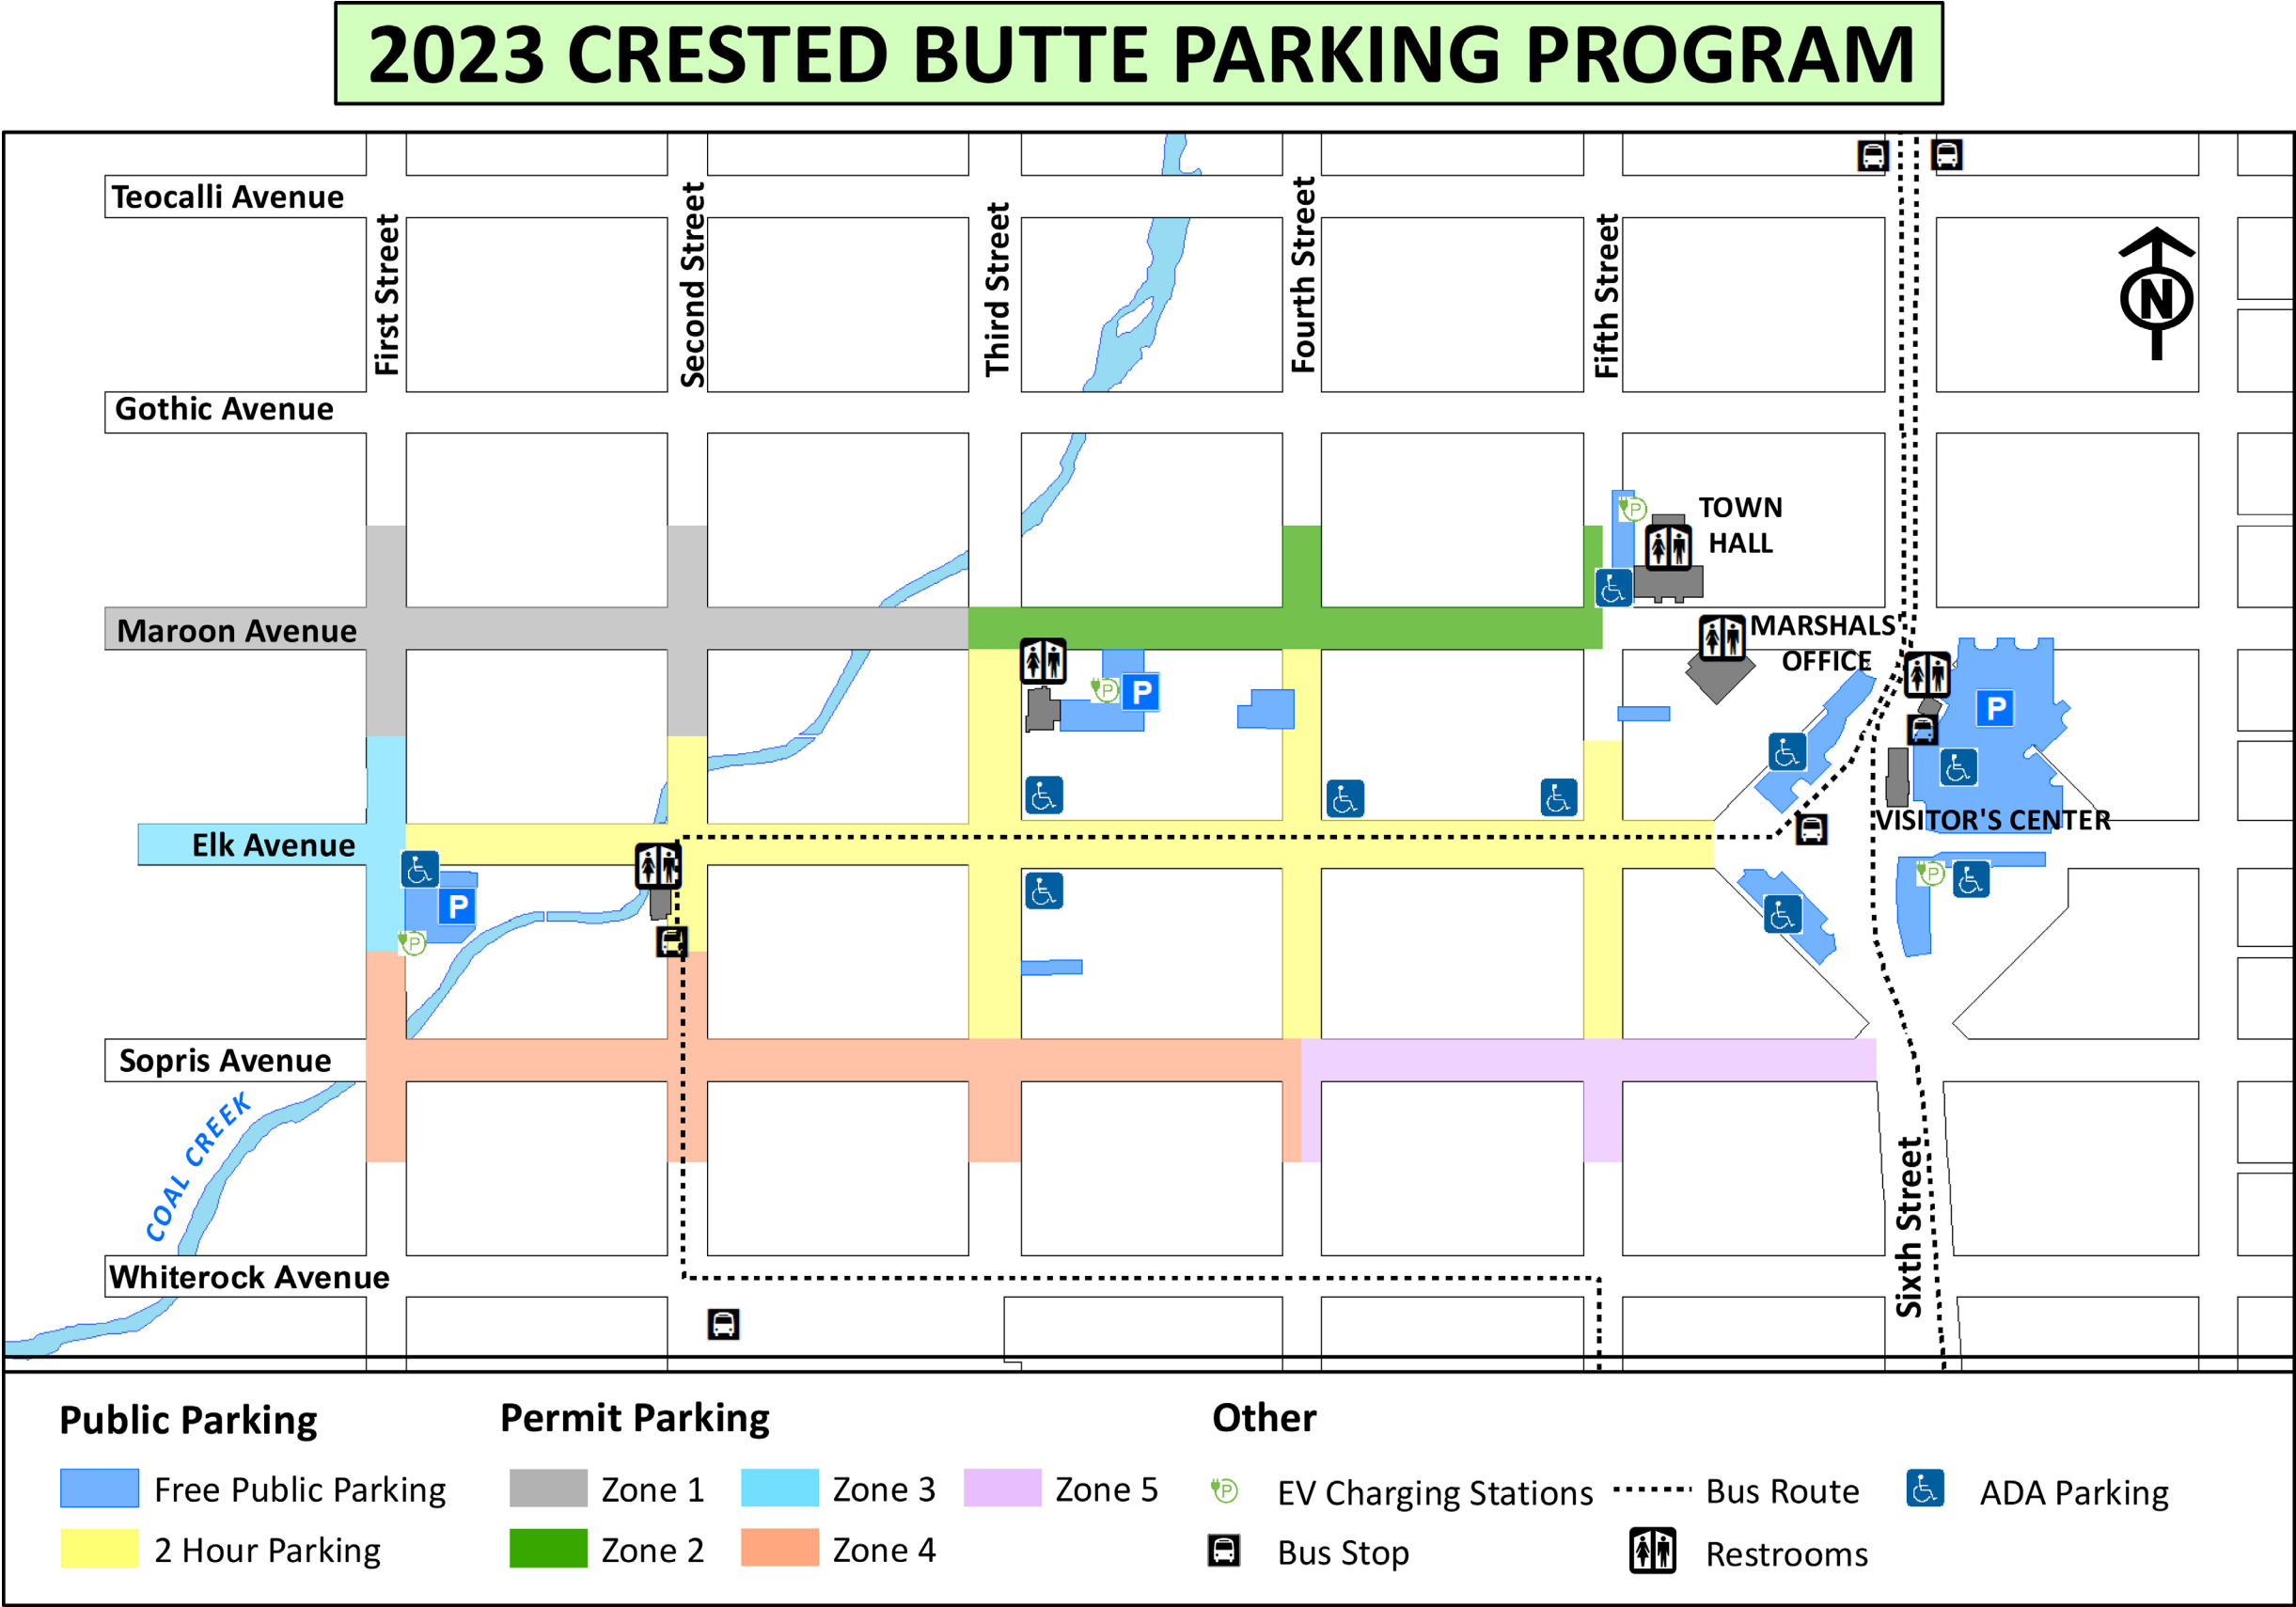 2023 CRESTED BUTTE PARKING PROGRAM
Teocalli Avenue
First Street
Second Street
Third Street
Fourth Street
Fifth Street
N
Gothic Avenue
TOWN
HALL
P
Maroon Avenue
MARSHALS
OFFICE
P
P
P
Elk Avenue
VISITOR'S CENTER
P
P
P
Sopris Avenue
COAL CREEK
Sixth Street
Whiterock Avenue
Public Parking
Free Public Parking
2 Hour Parking
Permit Parking
Zone 1
Zone 3
Zone 5
Zone 2
Zone 4
Other
P
EV Charging Stations
Bus Route
ADA Parking
Bus Stop
Restrooms